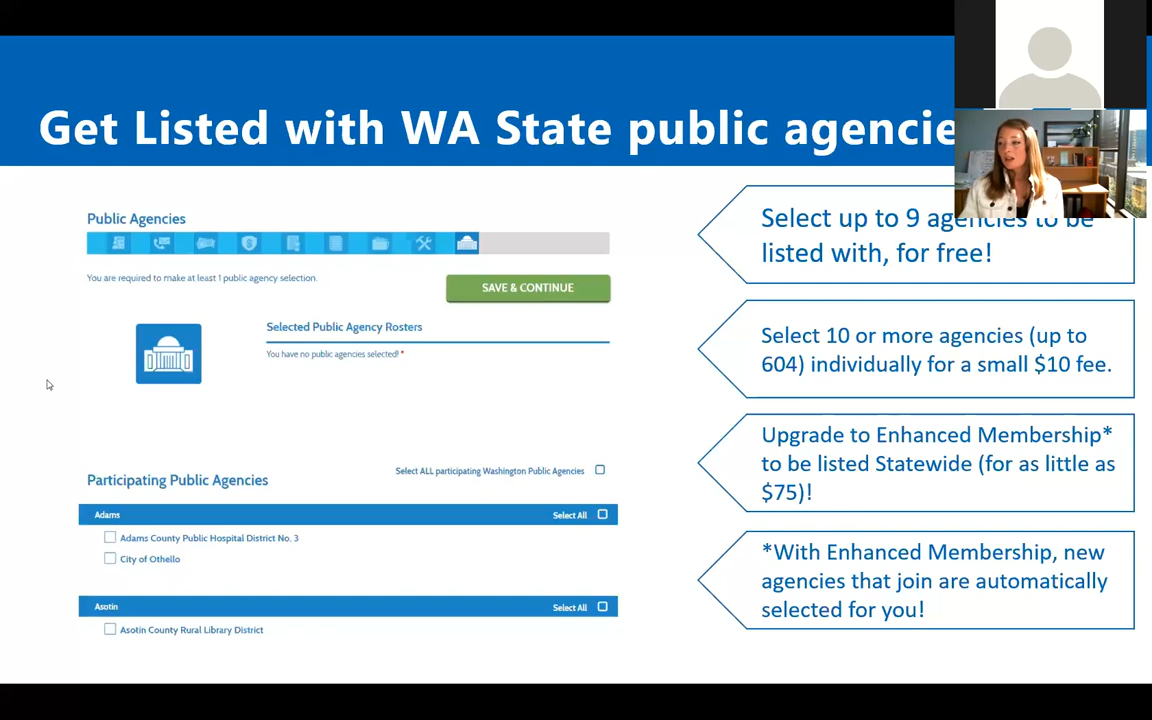 Get Listed with WA State public agencie
Public Agencies
You are required to make at least 1 public agency selection.
SAVE & CONTINUE
Selected Public Agency Rosters
You have no public agencies selected! *
Select ALL participating Washington Public Agencies
Participating Public Agencies
Adams
Select All
Adams County Public Hospital District No. 3
City of Othello
Asotin
Select All
Asotin County Rural Library District
Select up to 9 agencies to be
listed with, for free!
Select 10 or more agencies (up to
604) individually for a small $10 fee.
Upgrade to Enhanced Membership*
to be listed Statewide (for as little as
$75)!
*With Enhanced Membership, new
agencies that join are automatically
selected for you!